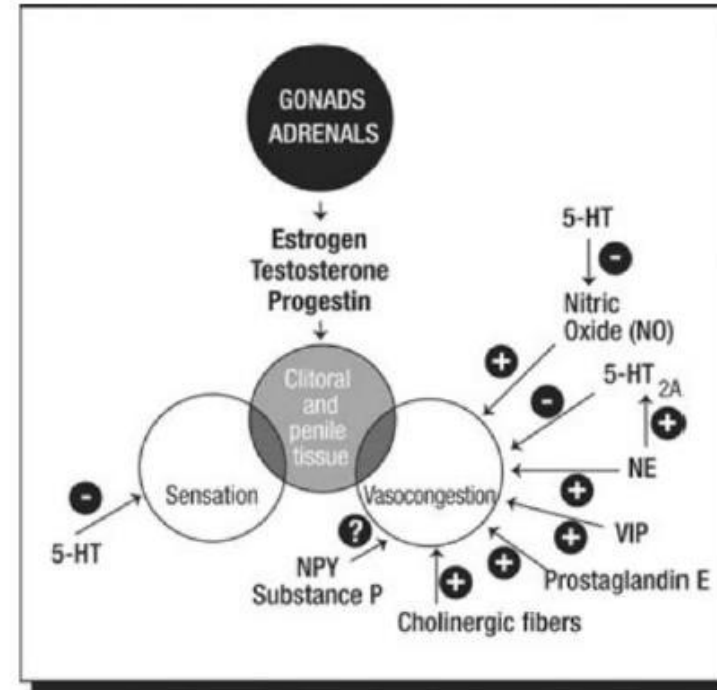 GONADS
ADRENALS
Estrogen
Testosterone
Progestin
5-HT
-
Nitric
Oxide (NO)
+
5-HT 2A
-
+
Clitoral
and
penile
tissue
NE
+
Sensation
Vasocongestion
-
5-HT
?
VIP
+
NPY
Substance P
+
+
Prostaglandin E
Cholinergic fibers